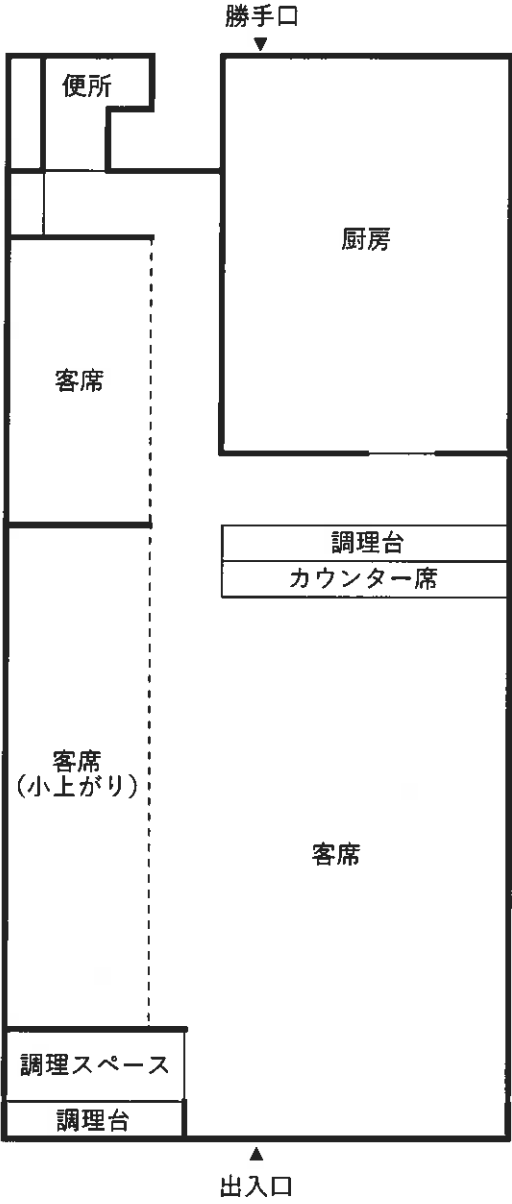 勝手口
▼
便所
厨房
客席
調理台
カウンター席
客席
（小上がり）
客席
調理スペース
調理台
▲
出入口